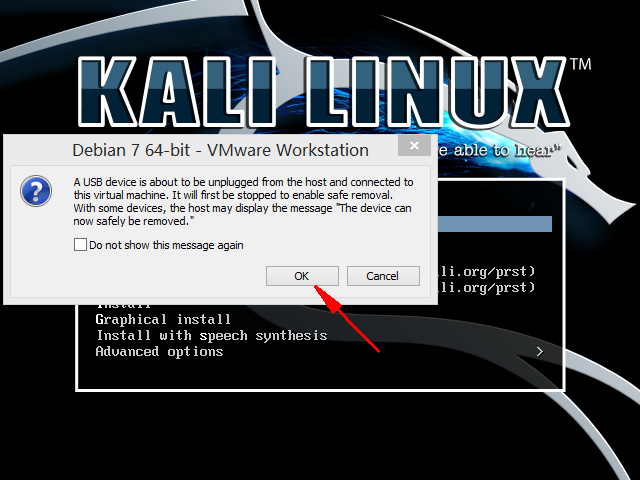 KALI LINUX™
Debian 7 64-bit - VMware Workstation
able to hear"
A USB device is about to be unplugged from the host and connected to
this virtual machine. It will first be stopped to enable safe removal.
With some devices, the host may display the message "The device can
now safely be removed."
Do not show this message again
OK
Cancel
li.org/prst)
li.org/prst)
Install
Graphical install
Install with speech synthesis
Advanced options >